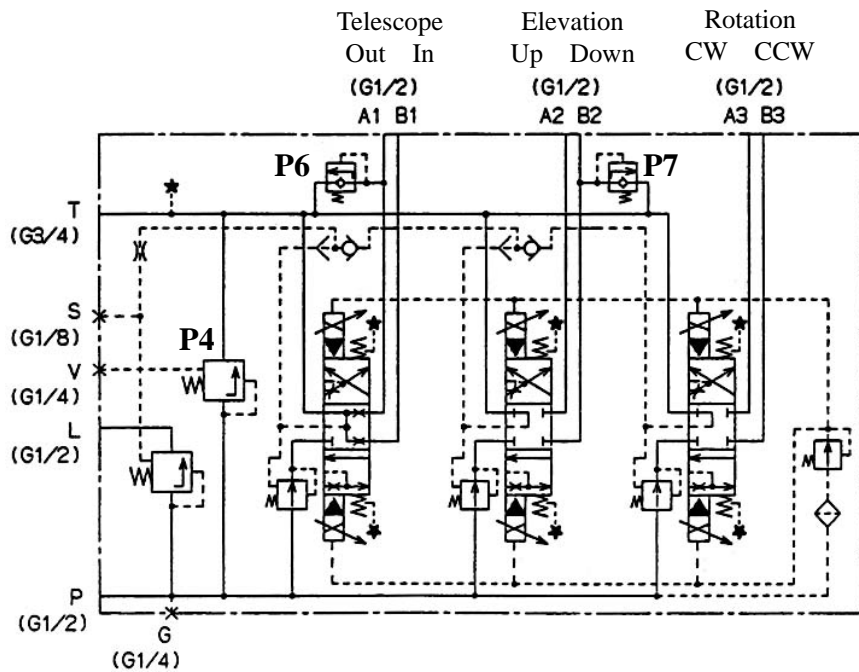 Telescope Elevation Rotation
Out In Up Down CW CCW
(G1/2) (G1/2) (G1/2)
A1 B1 A2 B2 A3 B3
P6 P7
T
(G3/4)
S
(G1/8)
P4
V
(G1/4)
L
(G1/2)
P
(G1/2)
G
(G1/4)